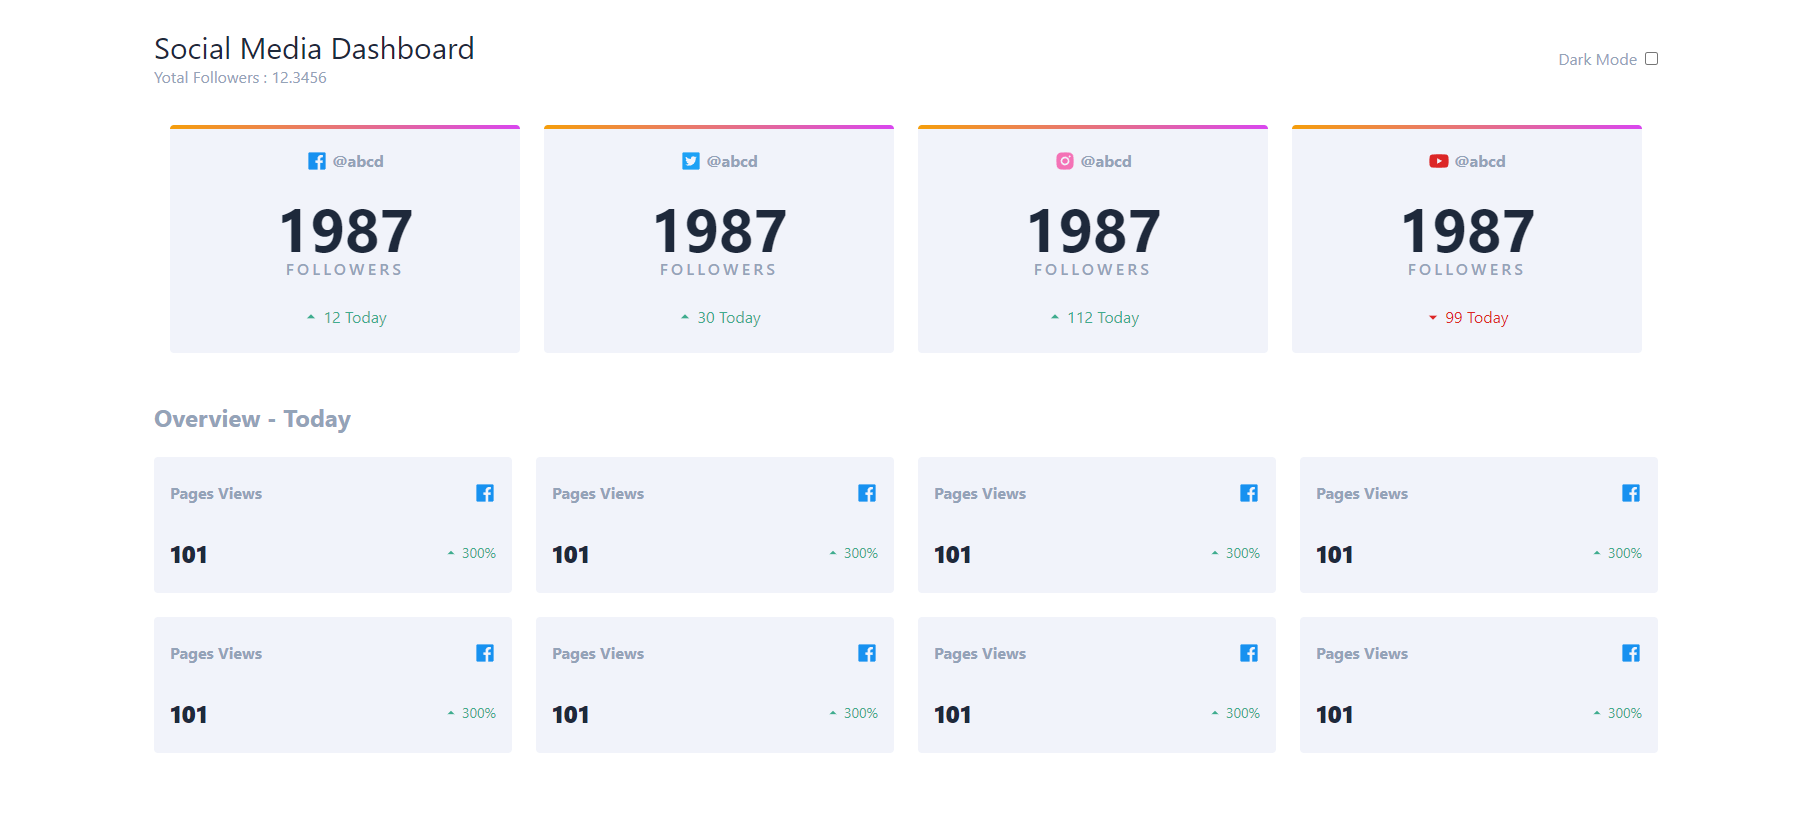 Social Media Dashboard
Yotal Followers : 12.3456
Dark Mode
@abcd @abcd @abcd @abcd
1987 1987 1987 1987
FOLLOWERS FOLLOWERS FOLLOWERS FOLLOWERS
12 Today 30 Today 112 Today 99 Today
Overview - Today
Pages Views Pages Views Pages Views Pages Views
101 300% 101 300% 101 300% 101 300%
Pages Views Pages Views Pages Views Pages Views
101 300% 101 300% 101 300% 101 300%